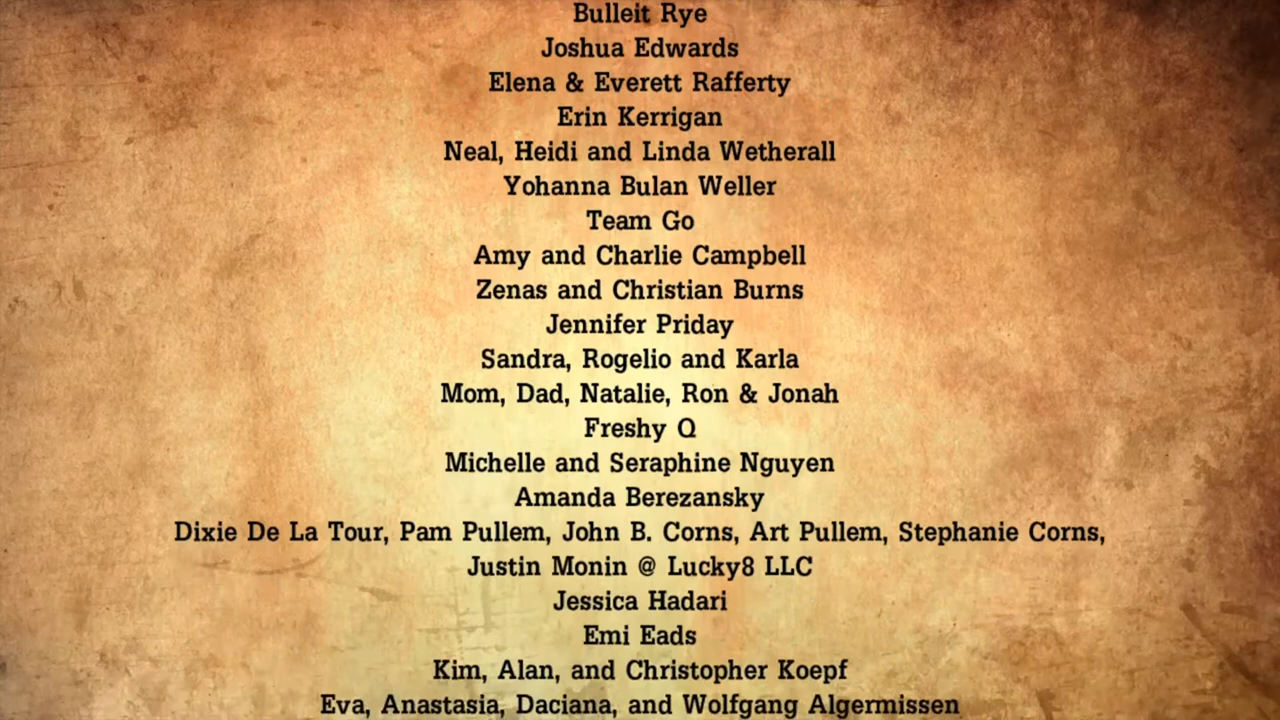 Bulleit Rye
Joshua Edwards
Elena & Everett Rafferty
Erin Kerrigan
Neal, Heidi and Linda Wetherall
Yohanna Bulan Weller
Team Go
Amy and Charlie Campbell
Zenas and Christian Burns
Jennifer Priday
Sandra, Rogelio and Karla
Mom, Dad, Natalie, Ron & Jonah
Freshy Q
Michelle and Seraphine Nguyen
Amanda Berezansky
Dixie De La Tour, Pam Pullem, John B. Corns, Art Pullem, Stephanie Corns,
Justin Monin @ Lucky8 LLC
Jessica Hadari
Emi Eads
Kim, Alan, and Christopher Koepf
Eva, Anastasia, Daciana, and Wolfgang Algermissen